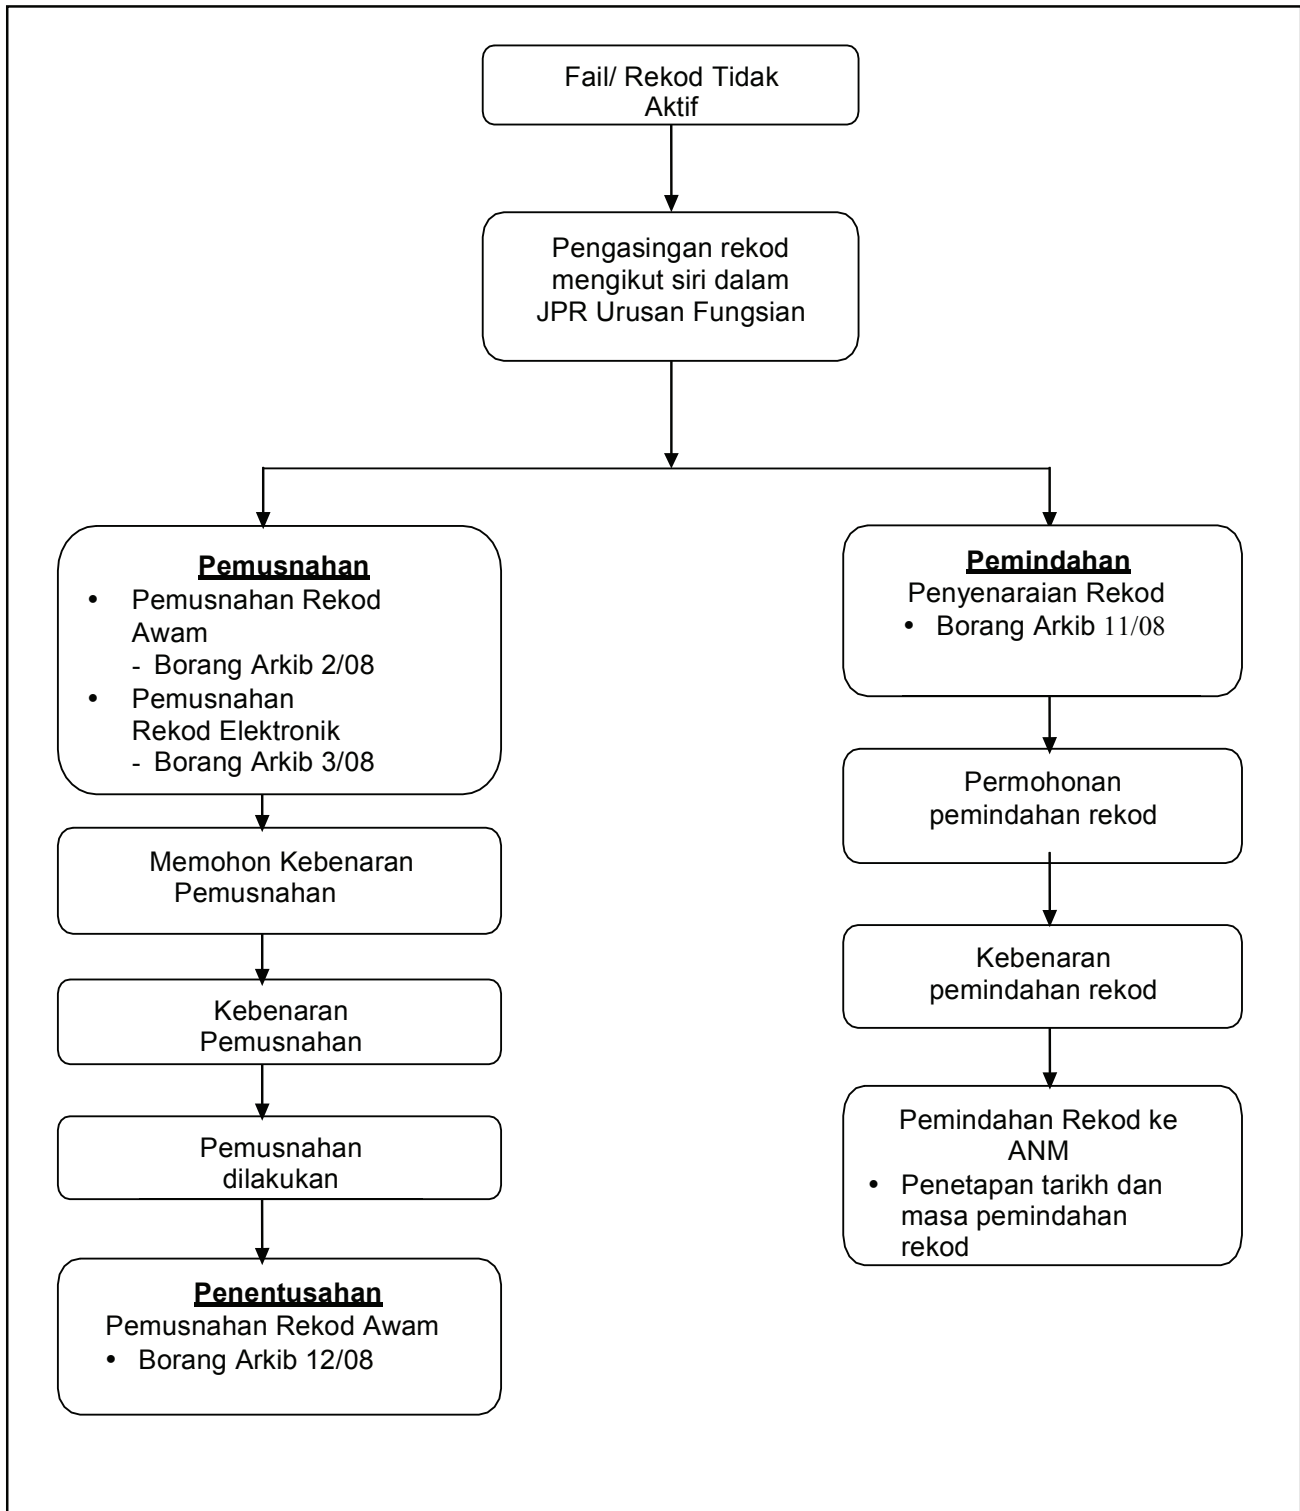 Fail/ Rekod Tidak
Aktif
Pengasingan rekod
mengikut siri dalam
JPR Urusan Fungsian
Pemusnahan
• Pemusnahan Rekod
Awam
- Borang Arkib 2/08
• Pemusnahan
Rekod Elektronik
- Borang Arkib 3/08
Memohon Kebenaran
Pemusnahan
Kebenaran
Pemusnahan
Pemusnahan
dilakukan
Penentusahan
Pemusnahan Rekod Awam
• Borang Arkib 12/08
Pemindahan
Penyenaraian Rekod
• Borang Arkib 11/08
Permohonan
pemindahan rekod
Kebenaran
pemindahan rekod
Pemindahan Rekod ke
ANM
• Penetapan tarikh dan
masa pemindahan
rekod